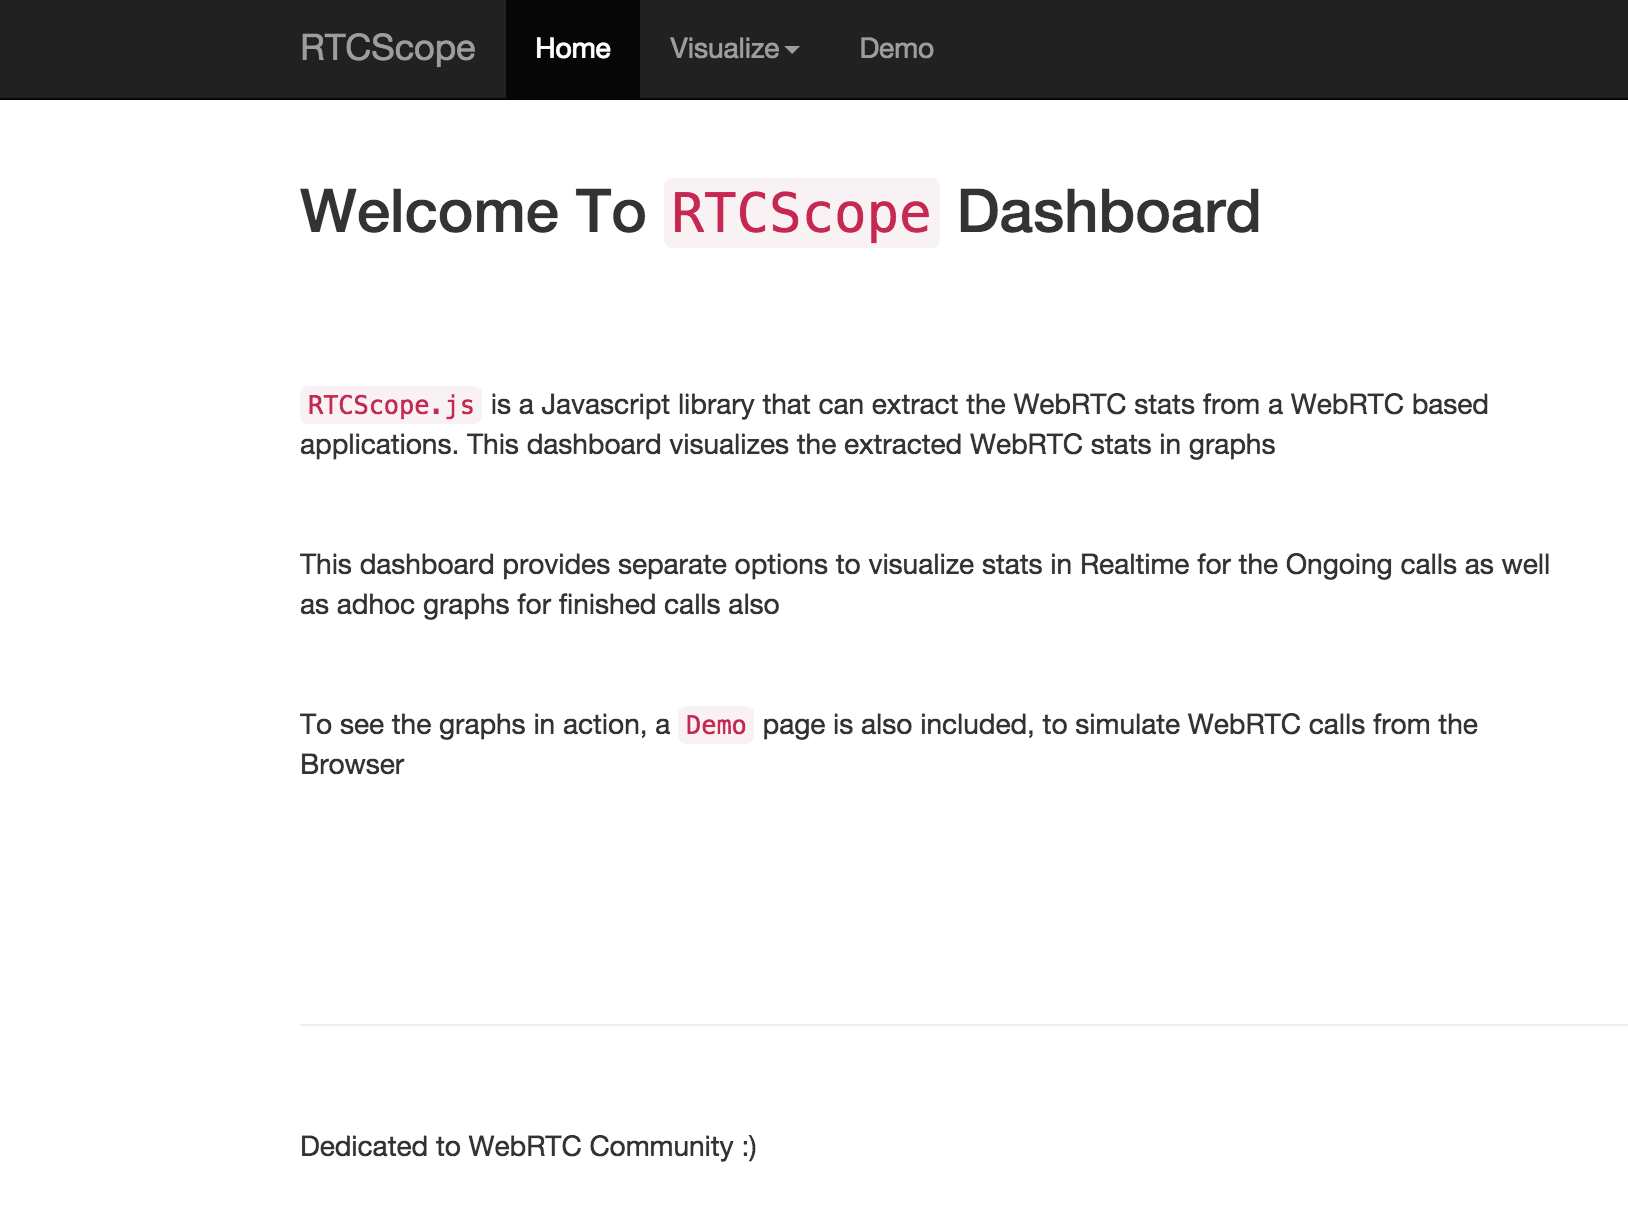 RTCScope Home Visualize Demo
Welcome To RTCScope Dashboard
RTCScope.js is a Javascript library that can extract the WebRTC stats from a WebRTC based
applications. This dashboard visualizes the extracted WebRTC stats in graphs
This dashboard provides separate options to visualize stats in Realtime for the Ongoing calls as well
as adhoc graphs for finished calls also
To see the graphs in action, a Demo page is also included, to simulate WebRTC calls from the
Browser
Dedicated to WebRTC Community :)